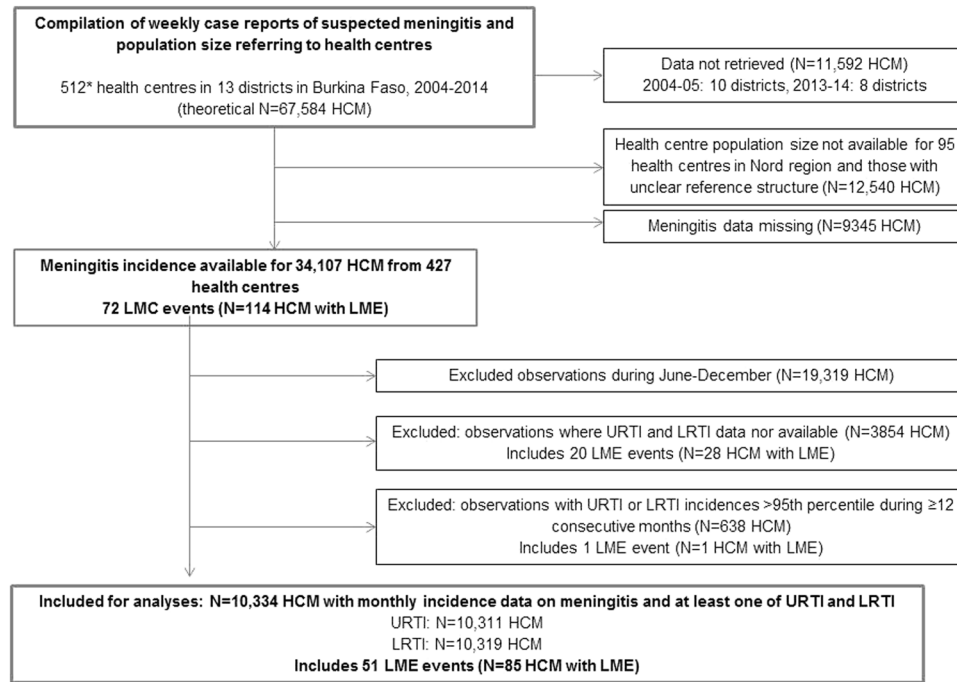 Compilation of weekly case reports of suspected meningitis and
population size referring to health centres
512* health centres in 13 districts in Burkina Faso, 2004-2014
(theoretical N=67,584 HCM)
Data not retrieved (N=11,592 HCM)
2004-05: 10 districts, 2013-14: 8 districts
Health centre population size not available for 95
health centres in Nord region and those with
unclear reference structure (N=12,540 HCM)
Meningitis data missing (N=9345 HCM)
Meningitis incidence available for 34,107 HCM from 427
health centres
72 LMC events (N=114 HCM with LME)
Excluded observations during June-December (N=19,319 HCM)
Excluded: observations where URTI and LRTI data nor available (N=3854 HCM)
Includes 20 LME events (N=28 HCM with LME)
Excluded: observations with URTI or LRTI incidences >95th percentile during ≥12
consecutive months (N=638 HCM)
Includes 1 LME event (N=1 HCM with LME)
Included for analyses: N=10,334 HCM with monthly incidence data on meningitis and at least one of URTI and LRTI
URTI: N=10,311 HCM
LRTI: N=10,319 HCM
Includes 51 LME events (N=85 HCM with LME)